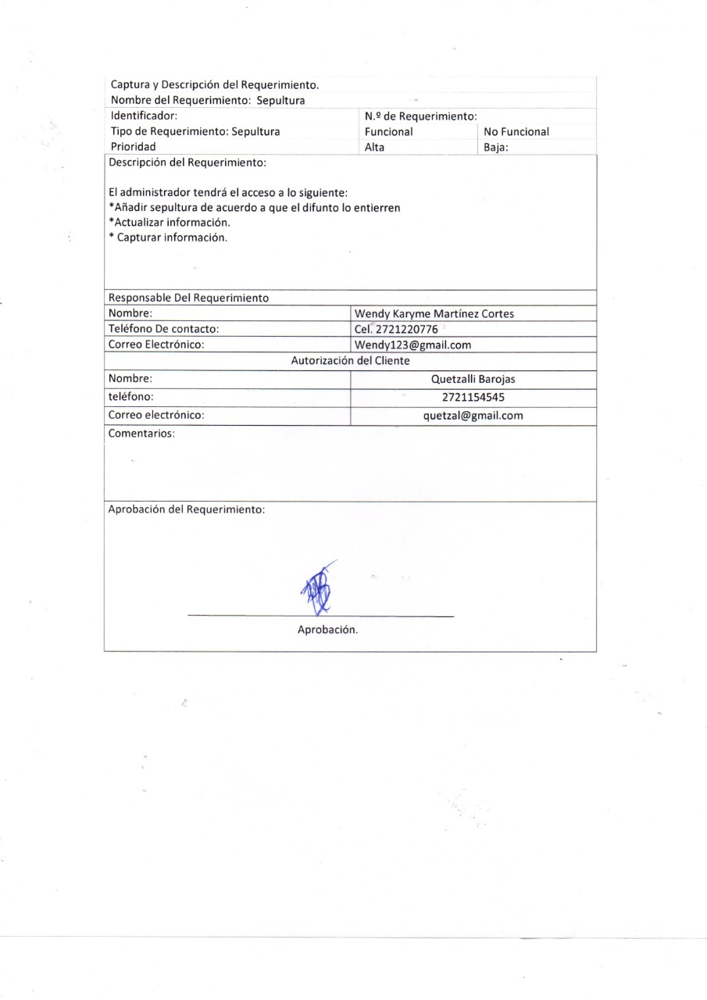 Captura y Descripción del Requerimiento.
Nombre del Requerimiento: Sepultura
Identificador: N.º de Requerimiento:
Tipo de Requerimiento: Sepultura Funcional No Funcional
Prioridad Alta Baja:
Descripción del Requerimiento:
El administrador tendrá el acceso a lo siguiente:
*Añadir sepultura de acuerdo a que el difunto lo entierren
*Actualizar información.
* Capturar información.
Responsable Del Requerimiento
Nombre: Wendy Karyme Martínez Cortes
Teléfono De contacto: Cel. 2721220776
Correo Electrónico: Wendy123@gmail.com
Autorización del Cliente
Nombre: Quetzalli Barojas
teléfono: 2721154545
Correo electrónico: quetzal@gmail.com
Comentarios:
Aprobación del Requerimiento:
Aprobación.